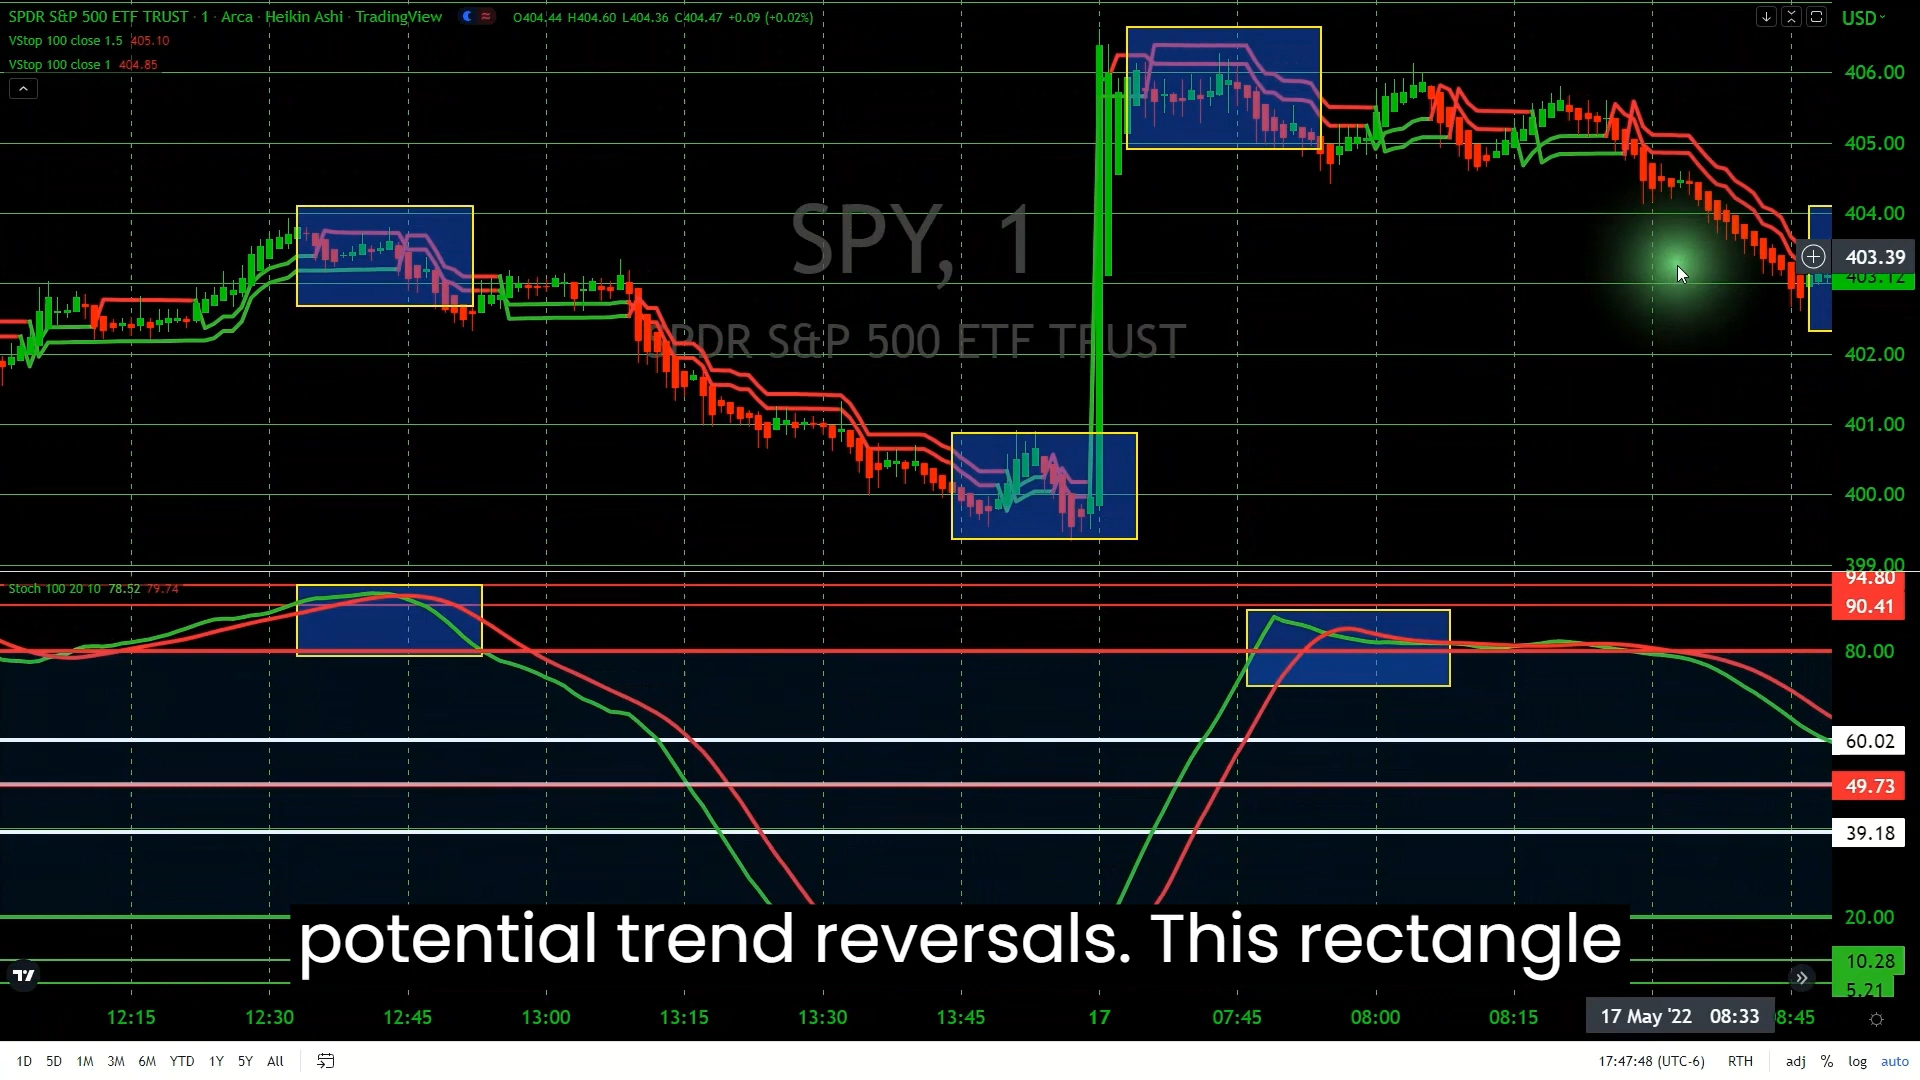 SPDR S&P 500 ETF TRUST · 1 · Arca · Heikin Ashi · TradingView O404.44 H404.60 L404.36 C404.47 +0.09 (+0.02%)
USD
VStop 100 close 1.5 405.10
VStop 100 close 1 404.85
406.00
405.00
404.00
403.39
403.12
402.00
401.00
400.00
399.00
SPY, 1
SPDR S&P 500 ETF TRUST
Stoch 100 20 10 78.52 79.74
94.80
90.41
80.00
60.02
49.73
39.18
20.00
10.28
5.21
potential trend reversals. This rectangle
12:15 12:30 12:45 13:00 13:15 13:30 13:45 17 07:45 08:00 08:15 17 May '22 08:33 08:45
1D 5D 1M 3M 6M YTD 1Y 5Y All 17:47:48 (UTC-6) RTH adj % log auto